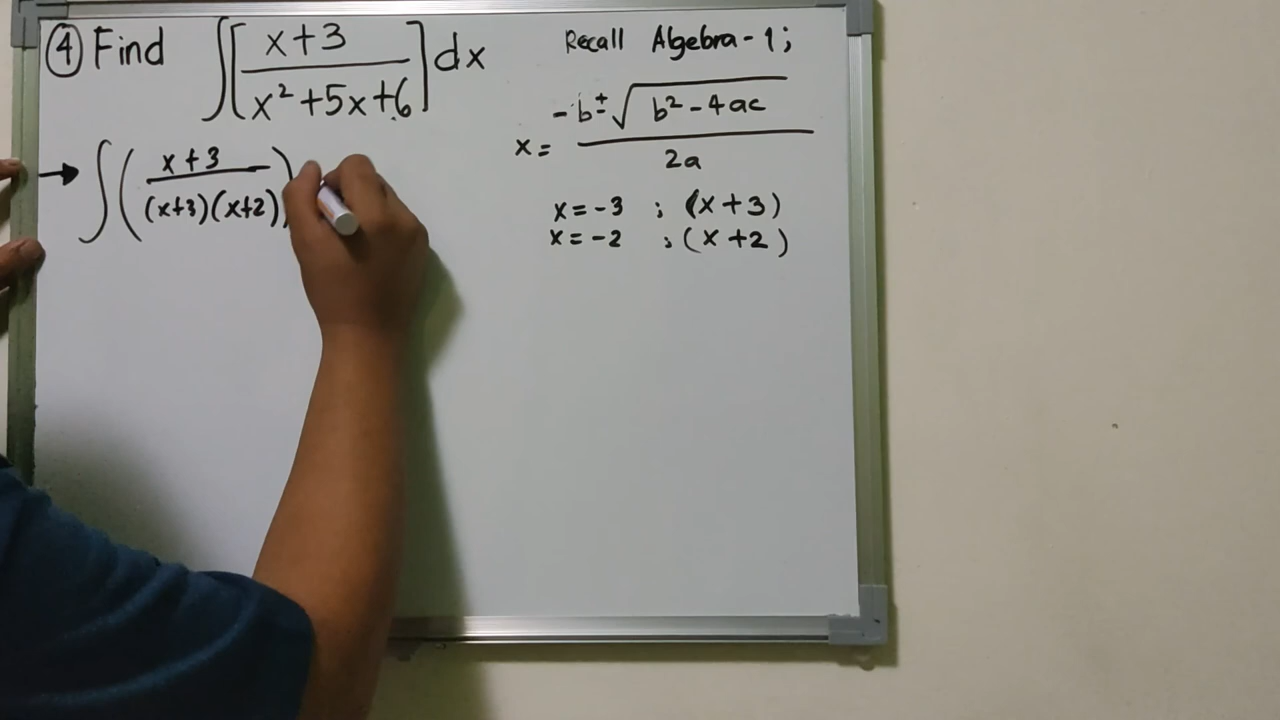 ④ Find ∫[ x+3 / x² +5x+6 ] dx
→ ∫( x+3 / (x+3)(x+2) )
Recall Algebra-1;
x = -b ± √ b² - 4ac / 2a
x = -3 ; (x+3)
x = -2 ; (x+2)